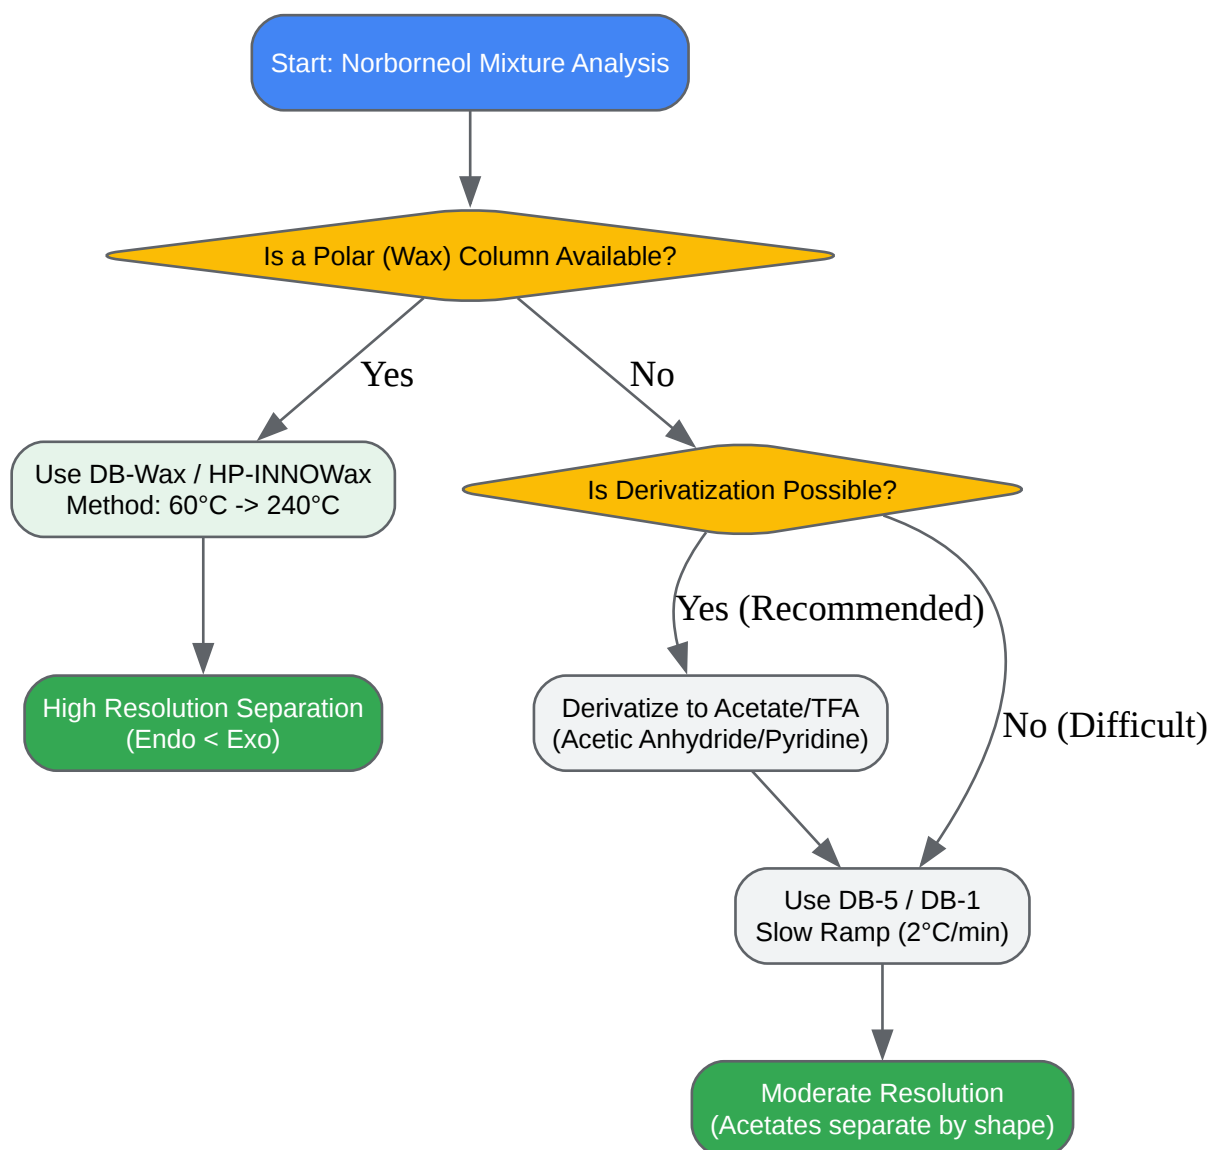 Start: Norborneol Mixture Analysis
Is a Polar (Wax) Column Available?
Yes
No
Use DB-Wax / HP-INNOWax
Method: 60°C -> 240°C
Is Derivatization Possible?
Yes (Recommended)
No (Difficult)
High Resolution Separation
(Endo < Exo)
Derivatize to Acetate/TFA
(Acetic Anhydride/Pyridine)
Use DB-5 / DB-1
Slow Ramp (2°C/min)
Moderate Resolution
(Acetates separate by shape)